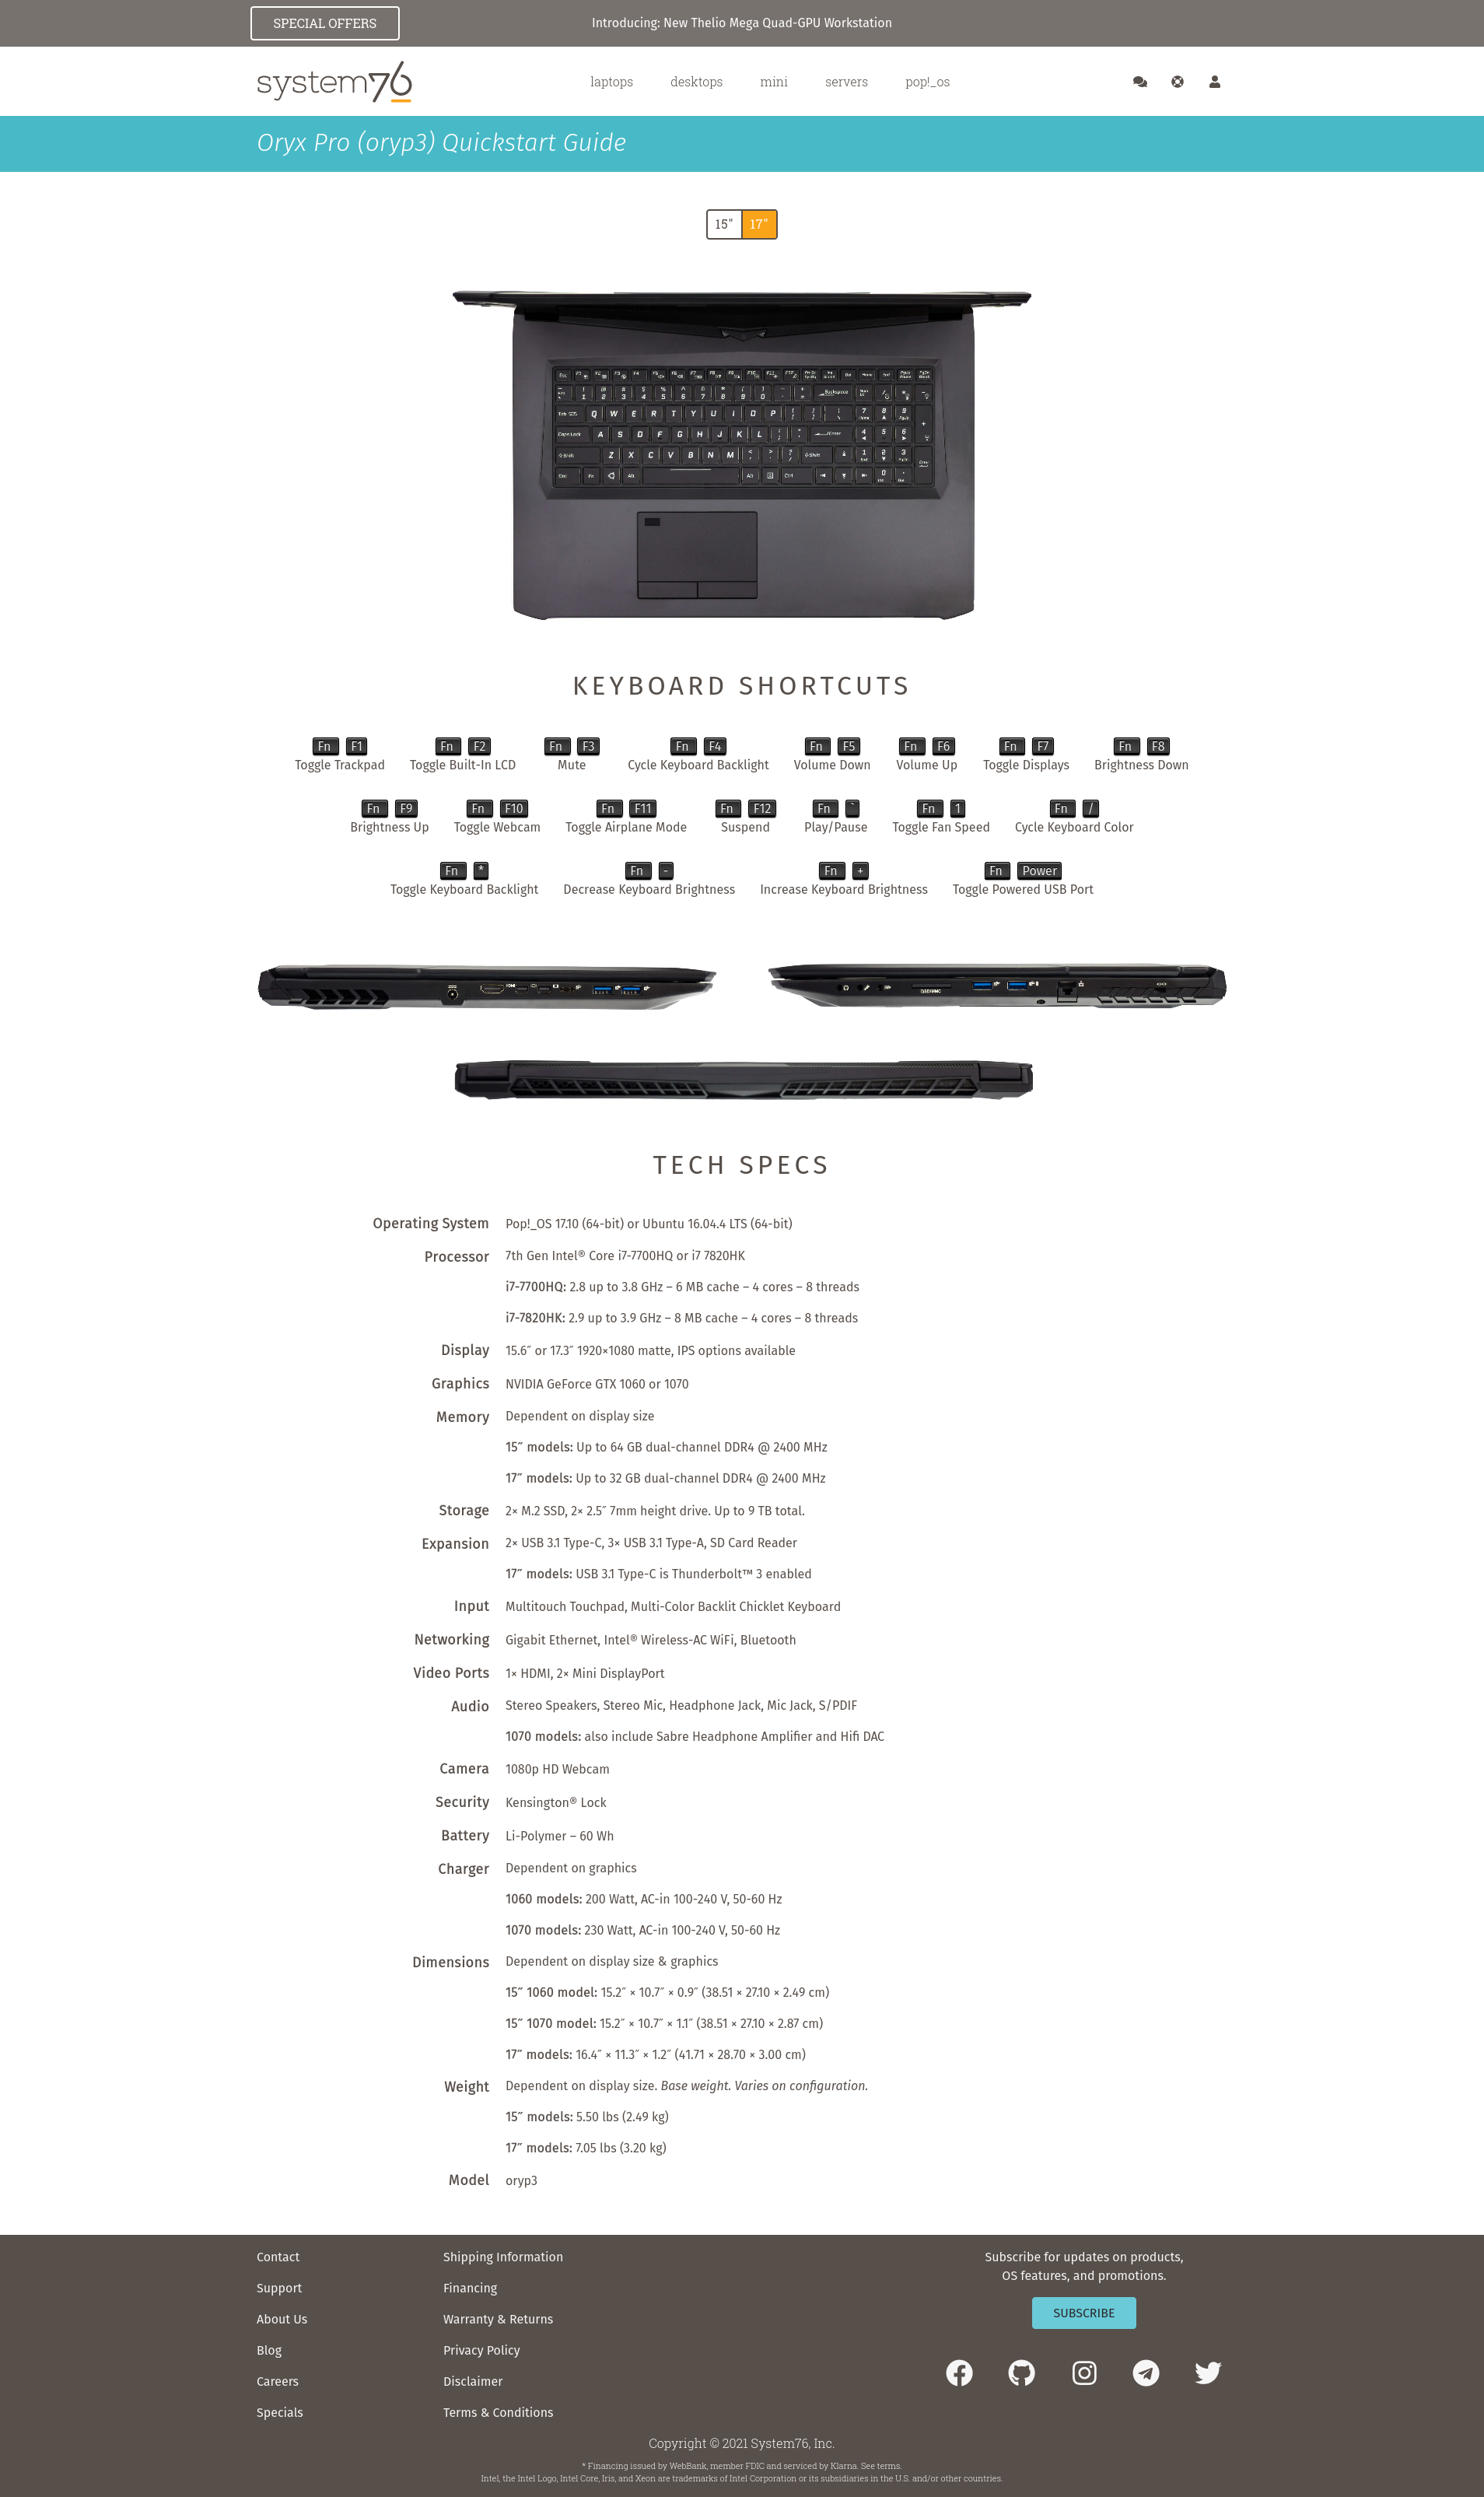 SPECIAL OFFERS
Introducing: New Thelio Mega Quad-GPU Workstation
system76
laptops desktops mini servers pop!_os
Oryx Pro (oryp3) Quickstart Guide
15" 17"
KEYBOARD SHORTCUTS
Fn F1 Fn F2 Fn F3 Fn F4 Fn F5 Fn F6 Fn F7 Fn F8
Toggle Trackpad Toggle Built-In LCD Mute Cycle Keyboard Backlight Volume Down Volume Up Toggle Displays Brightness Down
Fn F9 Fn F10 Fn F11 Fn F12 Fn ` Fn 1 Fn /
Brightness Up Toggle Webcam Toggle Airplane Mode Suspend Play/Pause Toggle Fan Speed Cycle Keyboard Color
Fn * Fn - Fn + Fn Power
Toggle Keyboard Backlight Decrease Keyboard Brightness Increase Keyboard Brightness Toggle Powered USB Port
TECH SPECS
Operating System Pop!_OS 17.10 (64-bit) or Ubuntu 16.04.4 LTS (64-bit)
Processor 7th Gen Intel® Core i7-7700HQ or i7 7820HK
i7-7700HQ: 2.8 up to 3.8 GHz – 6 MB cache – 4 cores – 8 threads
i7-7820HK: 2.9 up to 3.9 GHz – 8 MB cache – 4 cores – 8 threads
Display 15.6″ or 17.3″ 1920×1080 matte, IPS options available
Graphics NVIDIA GeForce GTX 1060 or 1070
Memory Dependent on display size
15″ models: Up to 64 GB dual-channel DDR4 @ 2400 MHz
17″ models: Up to 32 GB dual-channel DDR4 @ 2400 MHz
Storage 2× M.2 SSD, 2× 2.5″ 7mm height drive. Up to 9 TB total.
Expansion 2× USB 3.1 Type-C, 3× USB 3.1 Type-A, SD Card Reader
17″ models: USB 3.1 Type-C is Thunderbolt™ 3 enabled
Input Multitouch Touchpad, Multi-Color Backlit Chicklet Keyboard
Networking Gigabit Ethernet, Intel® Wireless-AC WiFi, Bluetooth
Video Ports 1× HDMI, 2× Mini DisplayPort
Audio Stereo Speakers, Stereo Mic, Headphone Jack, Mic Jack, S/PDIF
1070 models: also include Sabre Headphone Amplifier and Hifi DAC
Camera 1080p HD Webcam
Security Kensington® Lock
Battery Li-Polymer – 60 Wh
Charger Dependent on graphics
1060 models: 200 Watt, AC-in 100-240 V, 50-60 Hz
1070 models: 230 Watt, AC-in 100-240 V, 50-60 Hz
Dimensions Dependent on display size & graphics
15″ 1060 model: 15.2″ × 10.7″ × 0.9″ (38.51 × 27.10 × 2.49 cm)
15″ 1070 model: 15.2″ × 10.7″ × 1.1″ (38.51 × 27.10 × 2.87 cm)
17″ models: 16.4″ × 11.3″ × 1.2″ (41.71 × 28.70 × 3.00 cm)
Weight Dependent on display size. Base weight. Varies on configuration.
15″ models: 5.50 lbs (2.49 kg)
17″ models: 7.05 lbs (3.20 kg)
Model oryp3
Contact
Support
About Us
Blog
Careers
Specials
Shipping Information
Financing
Warranty & Returns
Privacy Policy
Disclaimer
Terms & Conditions
Subscribe for updates on products,
OS features, and promotions.
SUBSCRIBE
Copyright © 2021 System76, Inc.
* Financing issued by WebBank, member FDIC and serviced by Klarna. See terms.
Intel, the Intel Logo, Intel Core, Iris, and Xeon are trademarks of Intel Corporation or its subsidiaries in the U.S. and/or other countries.